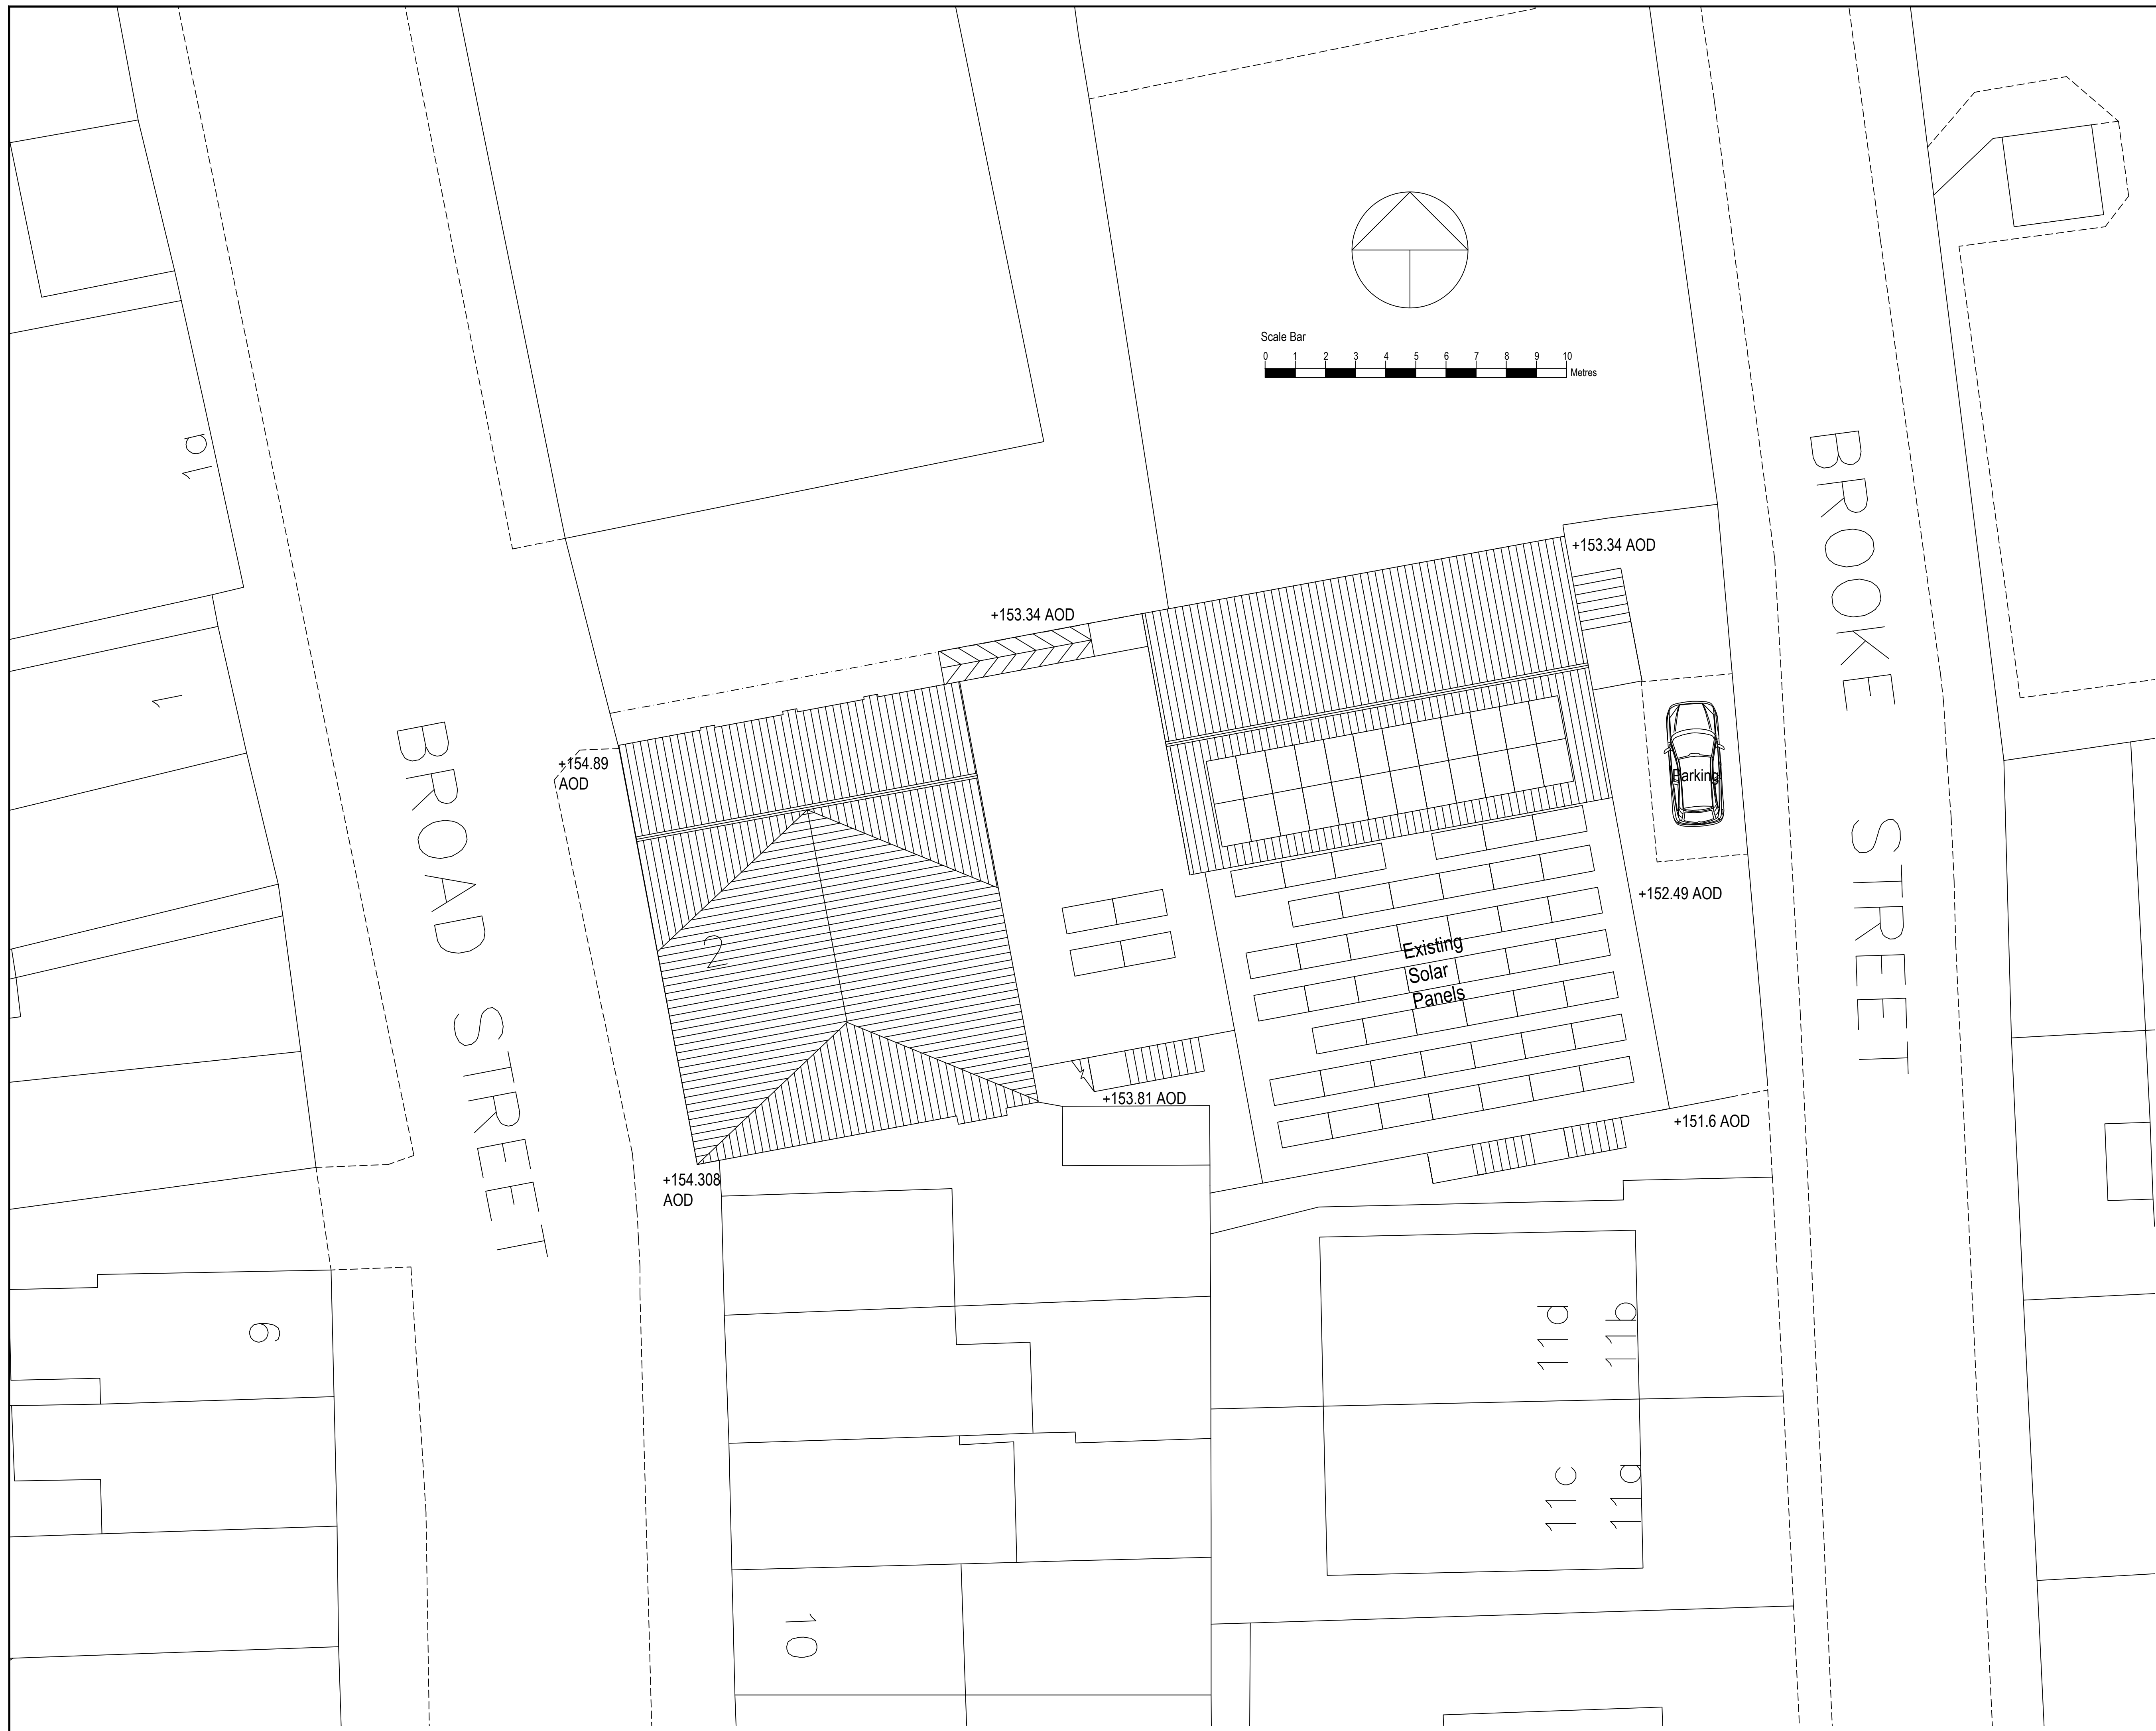 Scale Bar
0 1 2 3 4 5 6 7 8 9 10
Metres
1a
1
BROAD STREET
BROOKE STREET
+153.34 AOD
+153.34 AOD
+154.89
AOD
Parking
2
+152.49 AOD
Existing
Solar
Panels
+153.81 AOD
+151.6 AOD
+154.308
AOD
9
11d
11b
11c
11a
10